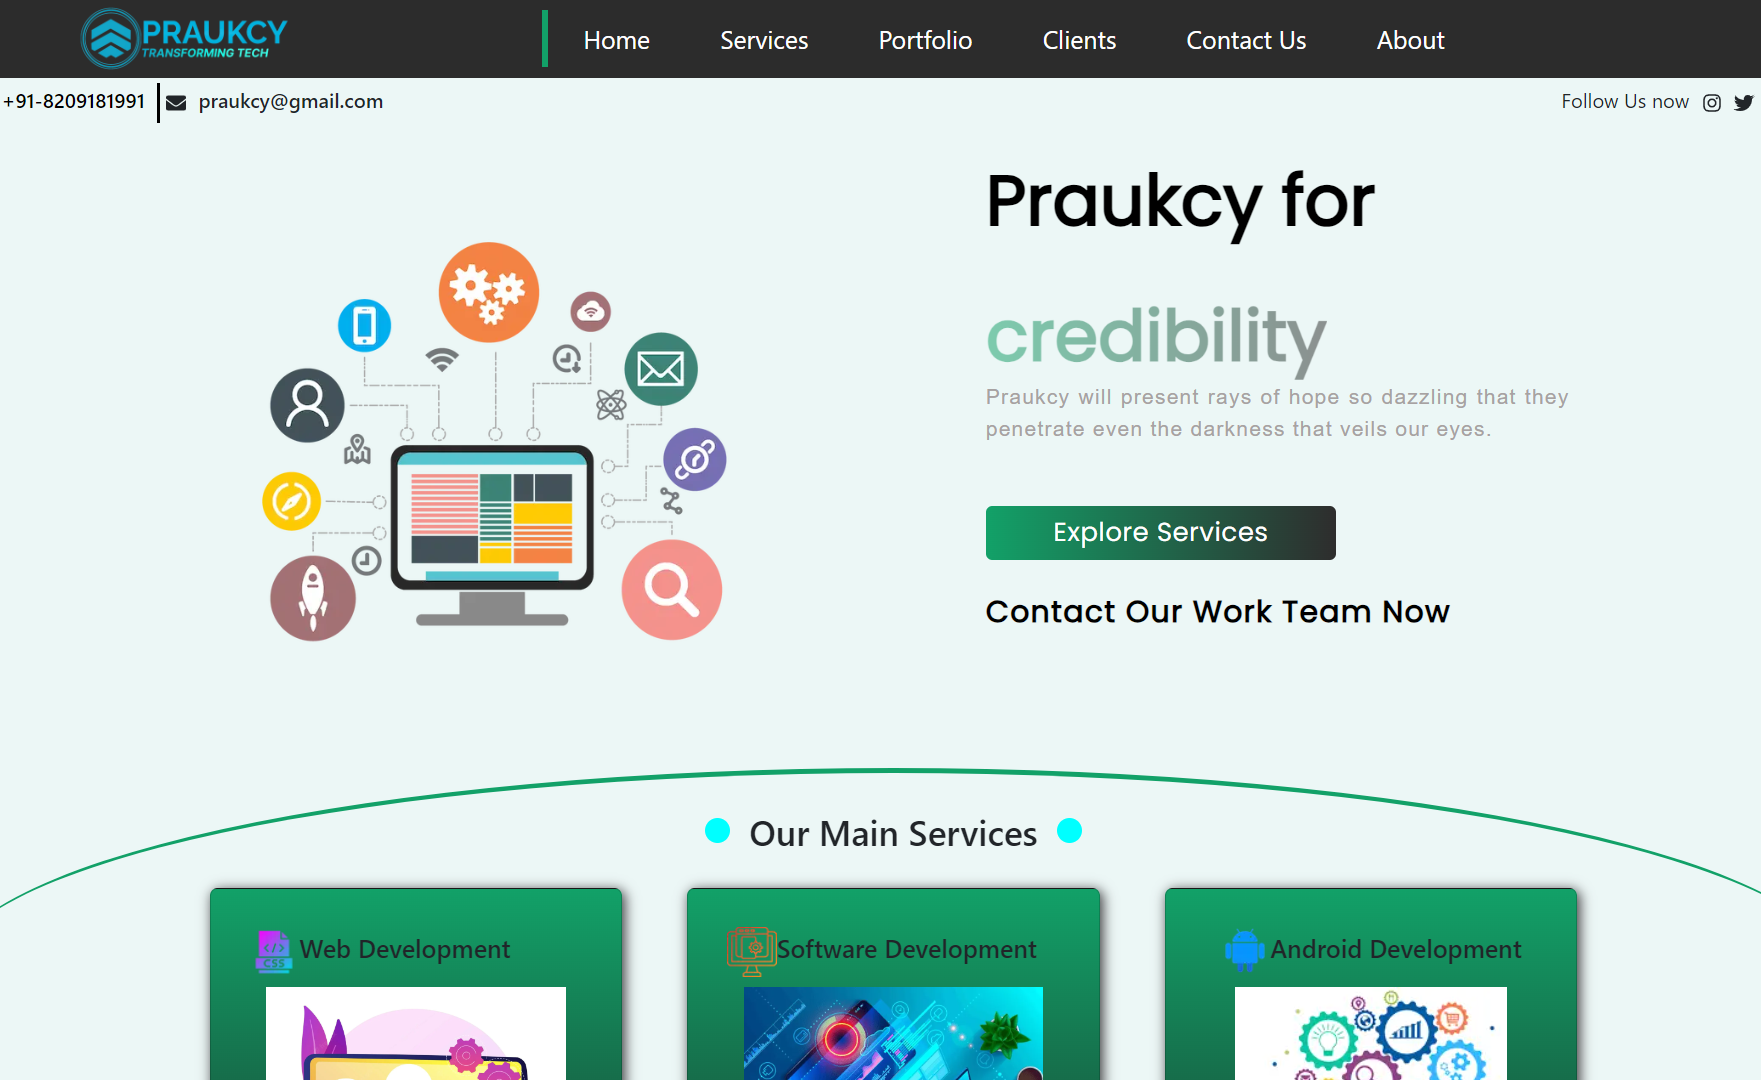 PRAUKCY
TRANSFORMING TECH
Home
Services
Portfolio
Clients
Contact Us
About
+91-8209181991
praukcy@gmail.com
Follow Us now
Praukcy for
credibility
Praukcy will present rays of hope so dazzling that they
penetrate even the darkness that veils our eyes.
Explore Services
Contact Our Work Team Now
Our Main Services
</> CSS
Web Development
Software Development
Android Development